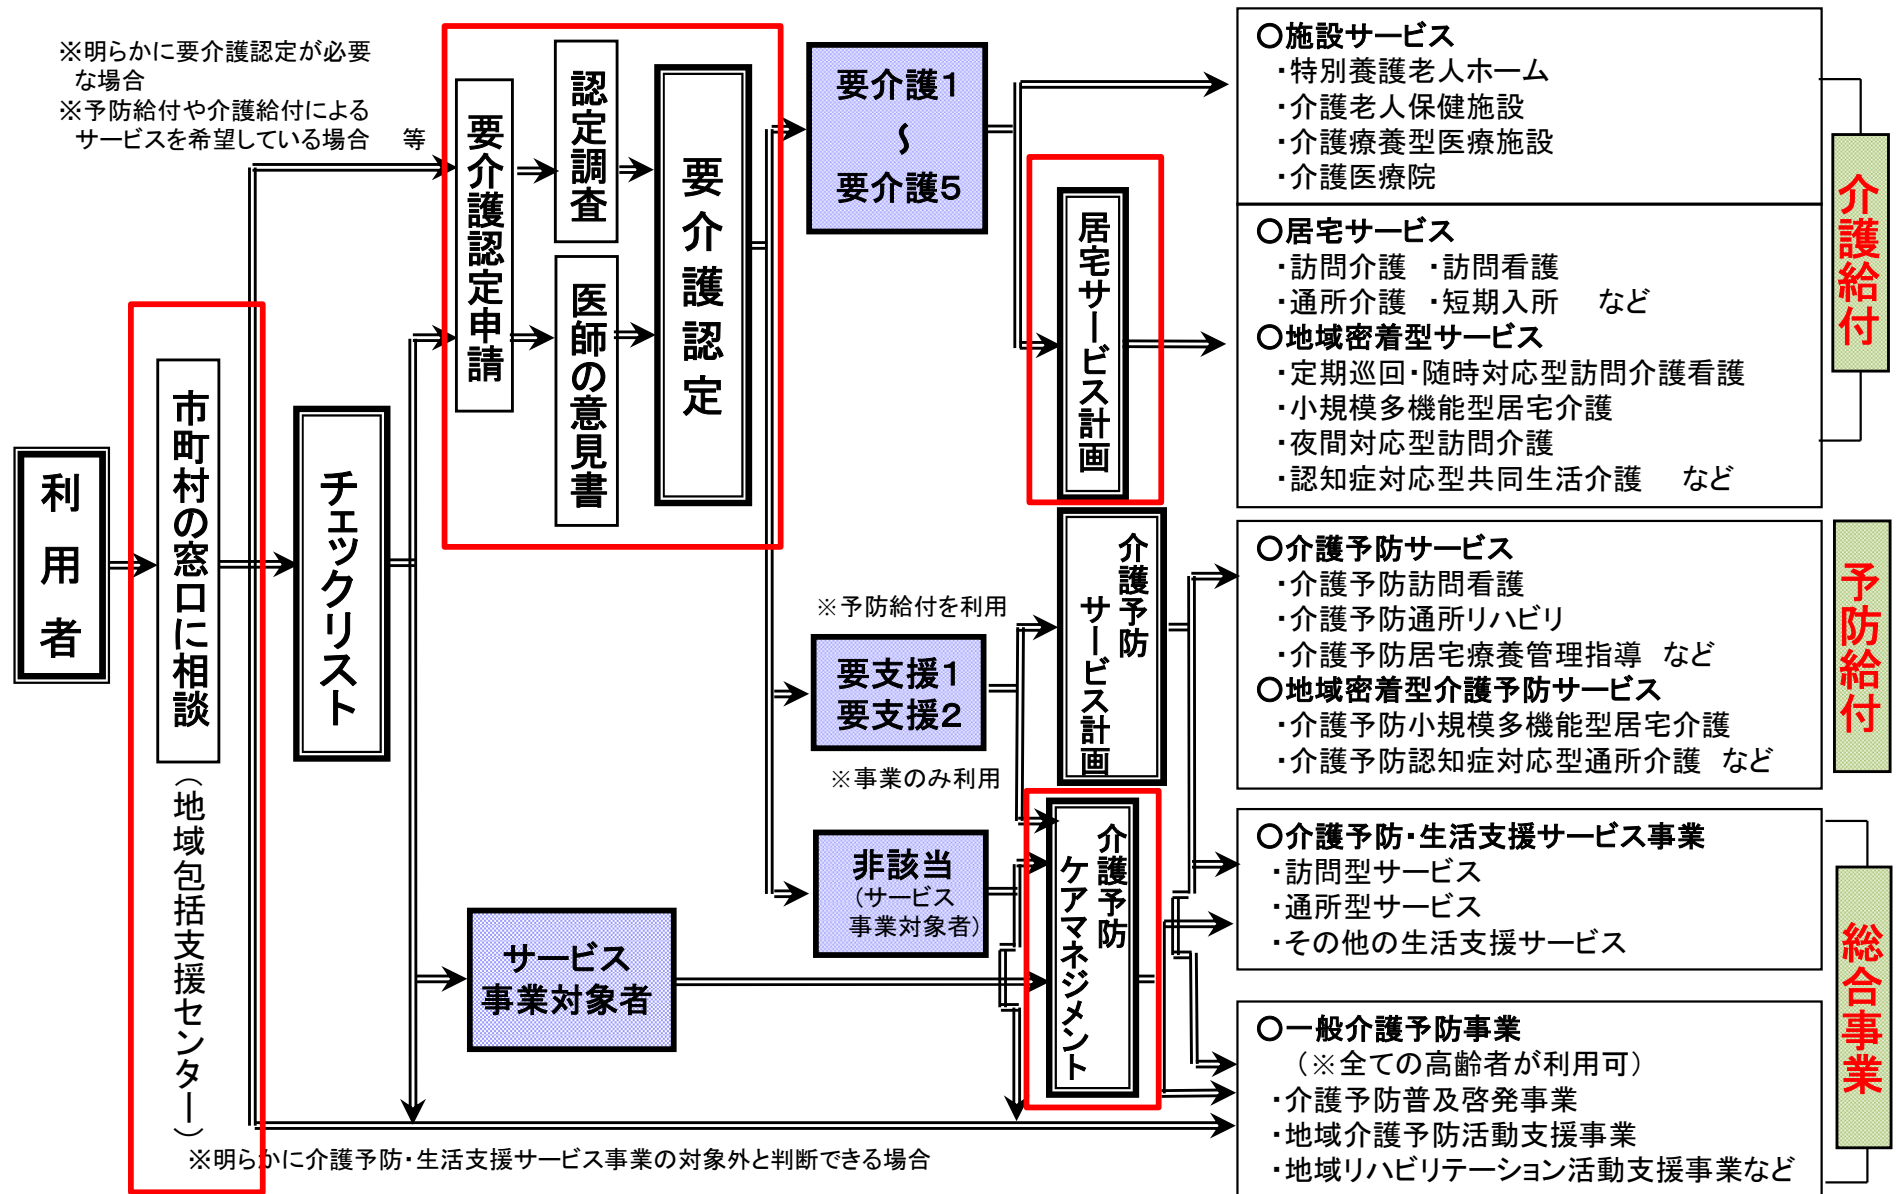 ※明らかに要介護認定が必要
な場合
※予防給付や介護給付による
サービスを希望している場合　等
利用者
市町村の窓口に相談
（地域包括支援センター）
チェックリスト
要介護認定申請
認定調査
医師の意見書
要介護認定
要介護1
～
要介護5
※予防給付を利用
要支援1
要支援2
※事業のみ利用
非該当
（サービス
事業対象者）
サービス
事業対象者
居宅サービス計画
介護予防
サービス計画
介護予防
ケアマネジメント
○施設サービス
・特別養護老人ホーム
・介護老人保健施設
・介護療養型医療施設
・介護医療院
○居宅サービス
・訪問介護　・訪問看護
・通所介護　・短期入所　など
○地域密着型サービス
・定期巡回・随時対応型訪問介護看護
・小規模多機能型居宅介護
・夜間対応型訪問介護
・認知症対応型共同生活介護　など
介護給付
○介護予防サービス
・介護予防訪問看護
・介護予防通所リハビリ
・介護予防居宅療養管理指導　など
○地域密着型介護予防サービス
・介護予防小規模多機能型居宅介護
・介護予防認知症対応型通所介護　など
予防給付
○介護予防・生活支援サービス事業
・訪問型サービス
・通所型サービス
・その他の生活支援サービス
○一般介護予防事業
（※全ての高齢者が利用可）
・介護予防普及啓発事業
・地域介護予防活動支援事業
・地域リハビリテーション活動支援事業など
総合事業
※明らかに介護予防・生活支援サービス事業の対象外と判断できる場合